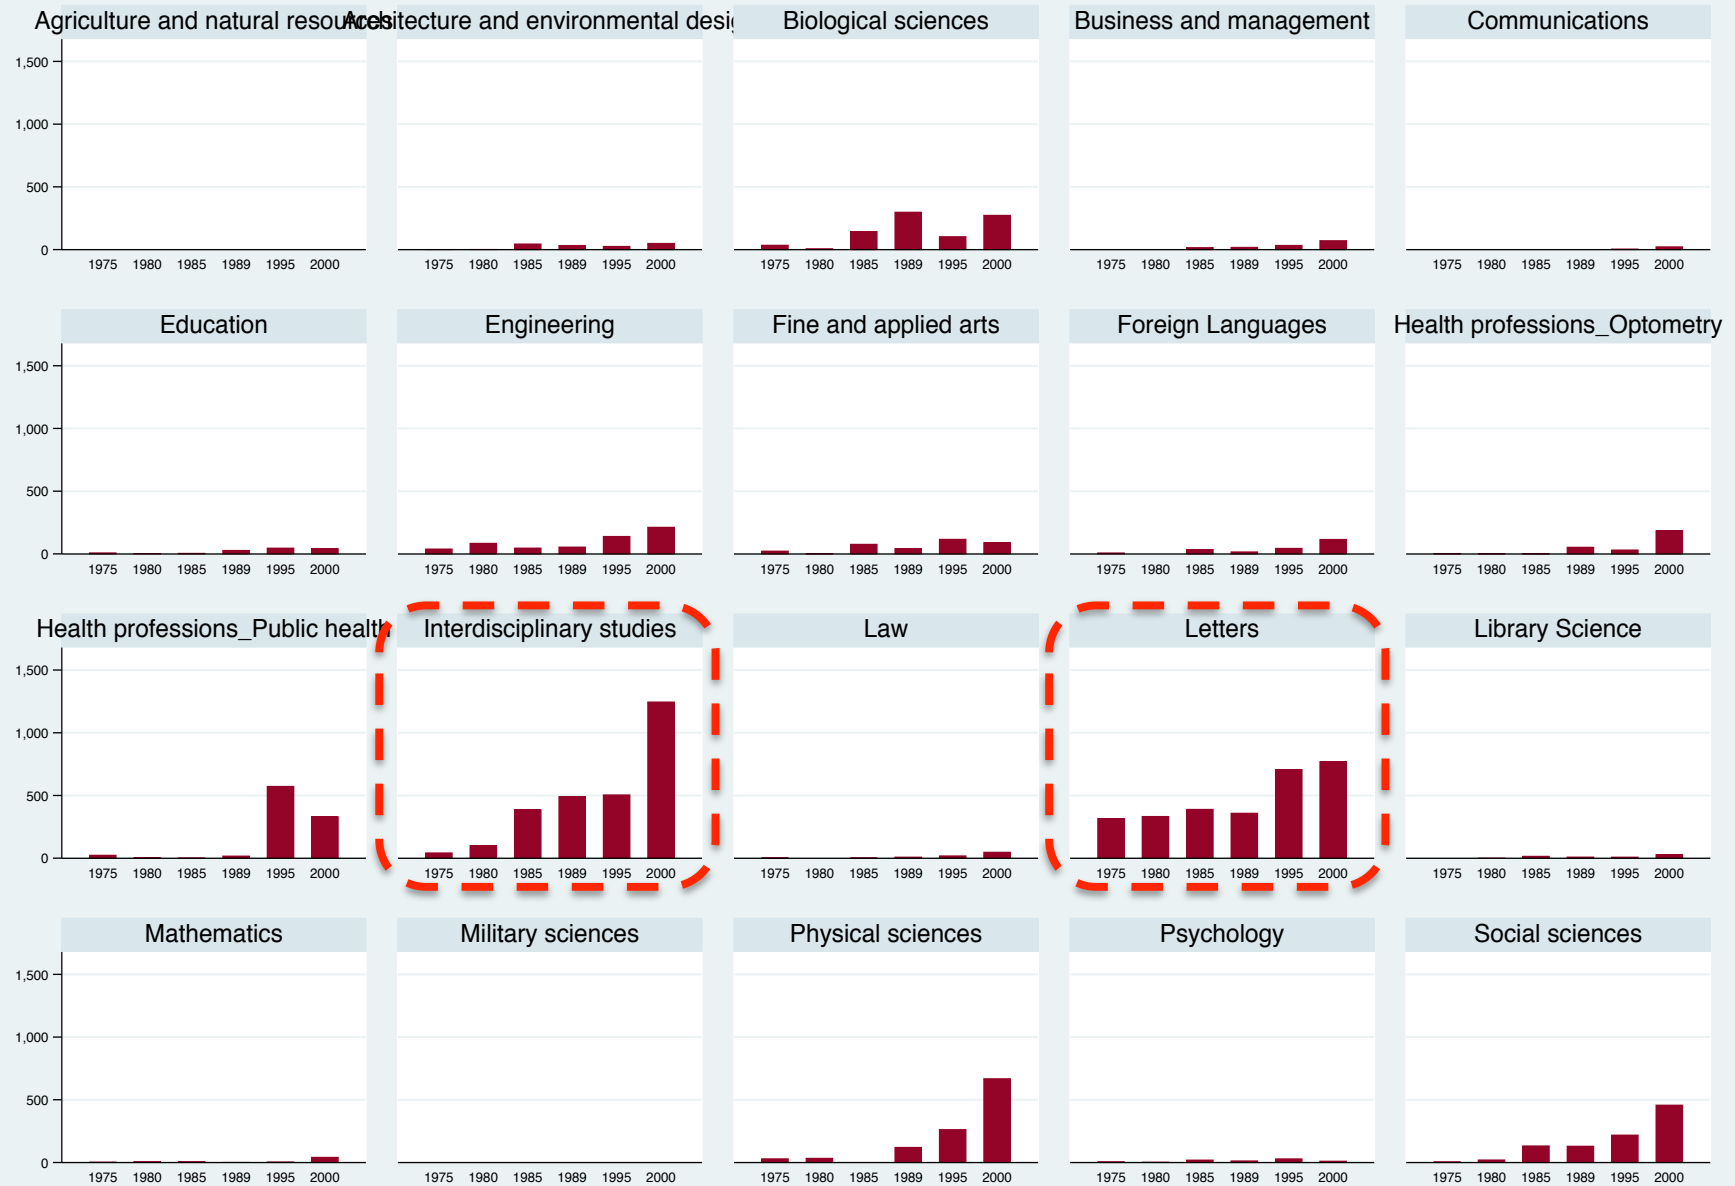 Agriculture and natural resources Architecture and environmental desig Biological sciences Business and management Communications
1,500
1,000
500
0
1975 1980 1985 1989 1995 2000 1975 1980 1985 1989 1995 2000 1975 1980 1985 1989 1995 2000 1975 1980 1985 1989 1995 2000 1975 1980 1985 1989 1995 2000
Education Engineering Fine and applied arts Foreign Languages Health professions_Optometry
1,500
1,000
500
0
1975 1980 1985 1989 1995 2000 1975 1980 1985 1989 1995 2000 1975 1980 1985 1989 1995 2000 1975 1980 1985 1989 1995 2000 1975 1980 1985 1989 1995 2000
Health professions_Public health Interdisciplinary studies Law Letters Library Science
1,500
1,000
500
0
1975 1980 1985 1989 1995 2000 1975 1980 1985 1989 1995 2000 1975 1980 1985 1989 1995 2000 1975 1980 1985 1989 1995 2000 1975 1980 1985 1989 1995 2000
Mathematics Military sciences Physical sciences Psychology Social sciences
1,500
1,000
500
0
1975 1980 1985 1989 1995 2000 1975 1980 1985 1989 1995 2000 1975 1980 1985 1989 1995 2000 1975 1980 1985 1989 1995 2000 1975 1980 1985 1989 1995 2000